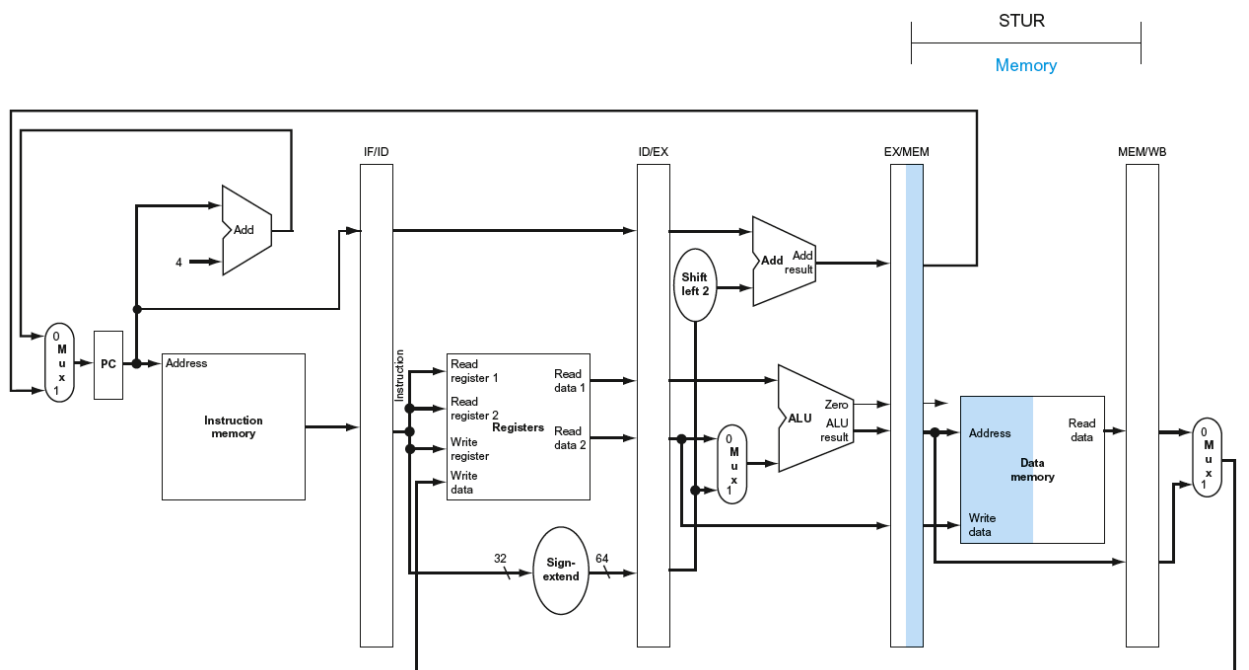 STUR
Memory
IF/ID
ID/EX
EX/MEM
MEM/WB
Add
4
Shift
left 2
Add
Add
result
0
M
u
x
1
PC
Address
Instruction
memory
Instruction
Read
register 1
Read
register 2
Write
register
Write
data
Registers
Read
data 1
Read
data 2
0
M
u
x
1
Zero
ALU
ALU
result
Address
Read
data
Data
memory
Write
data
0
M
u
x
1
32
Sign-
extend
64